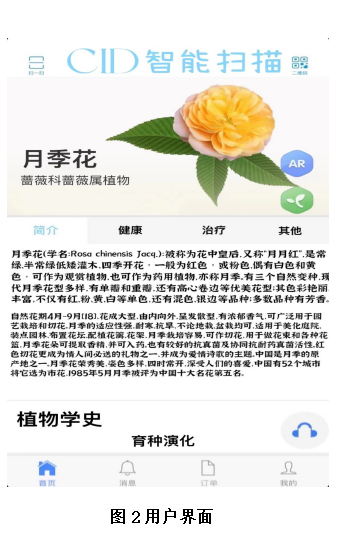 CID智能扫描
扫一扫
二维码
月季花
蔷薇科蔷薇属植物
AR
简介 健康 治疗 其他
月季花(学名:Rosa chinensis Jacq.):被称为花中皇后,又称"月月红",是常
绿,半常绿低矮灌木,四季开花,一般为红色,或粉色,偶有白色和黄
色,可作为观赏植物,也可作为药用植物,亦称月季,有三个自然变种,现
代月季花型多样,有单瓣和重瓣,还有高心卷边等优美花型;其色彩艳丽
丰富,不仅有红,粉,黄,白等单色,还有混色,银边等品种;多数品种有芳香。
自然花期4月-9月[18],花成大型,由内向外,呈发散型,有浓郁香气,可广泛用于园
艺栽培和切花,月季的适应性强,耐寒,抗旱,不论地栽,盆栽均可,适用于美化庭院,
装点园林,布置花坛,配植花篱,花架,月季栽培容易,可作切花,用于做花束和各种花
篮,月季花朵可提取香精,并可入药,也有较好的抗真菌及协同抗耐药真菌活性,红
色切花更成为情人间必送的礼物之一,并成为爱情诗歌的主题,中国是月季的原
产地之一,月季花荣秀美,姿色多样,四时常开,深受人们的喜爱,中国有52个城市
将它选为市花,1985年5月月季被评为中国十大名花第五名。
植物学史
育种演化
首页 消息 订单 我的
图2用户界面